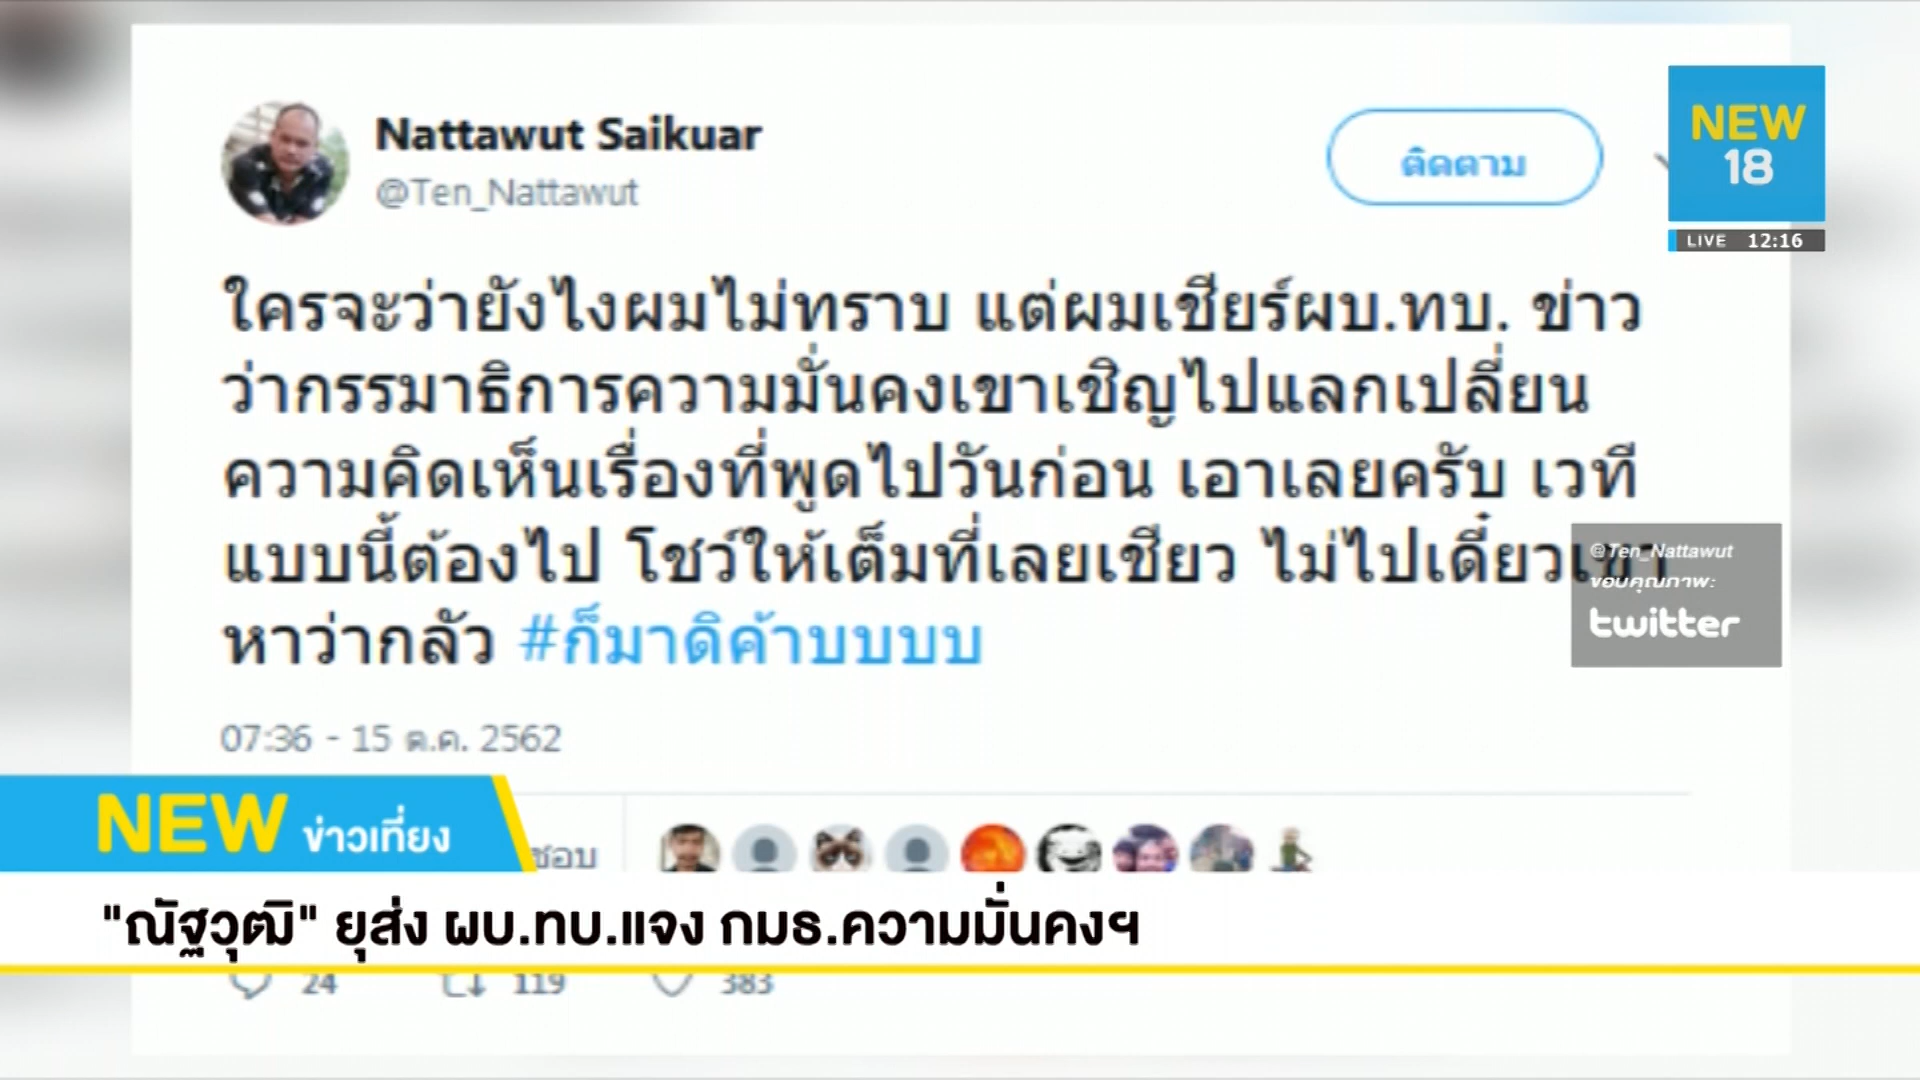 Nattawut Saikuar
@Ten_Nattawut
ติดตาม
NEW
18
LIVE 12:16
ใครจะว่ายังไงผมไม่ทราบ แต่ผมเชียร์ผบ.ทบ. ข่าว
ว่ากรรมาธิการความมั่นคงเขาเชิญไปแลกเปลี่ยน
ความคิดเห็นเรื่องที่พูดไปวันก่อน เอาเลยครับ เวที
แบบนี้ต้องไป โชว์ให้เต็มที่เลยเชียว ไม่ไปเดี๋ยวเขา
หาว่ากลัว #ก็มาดิค้าบบบบ
@Ten_Nattawut
ขอบคุณภาพ:
twitter
07:36 - 15 ต.ค. 2562
NEW ข่าวเที่ยง
ชอบ
"ณัฐวุฒิ" ยุส่ง ผบ.ทบ.แจง กมธ.ความมั่นคงฯ
24 119 383